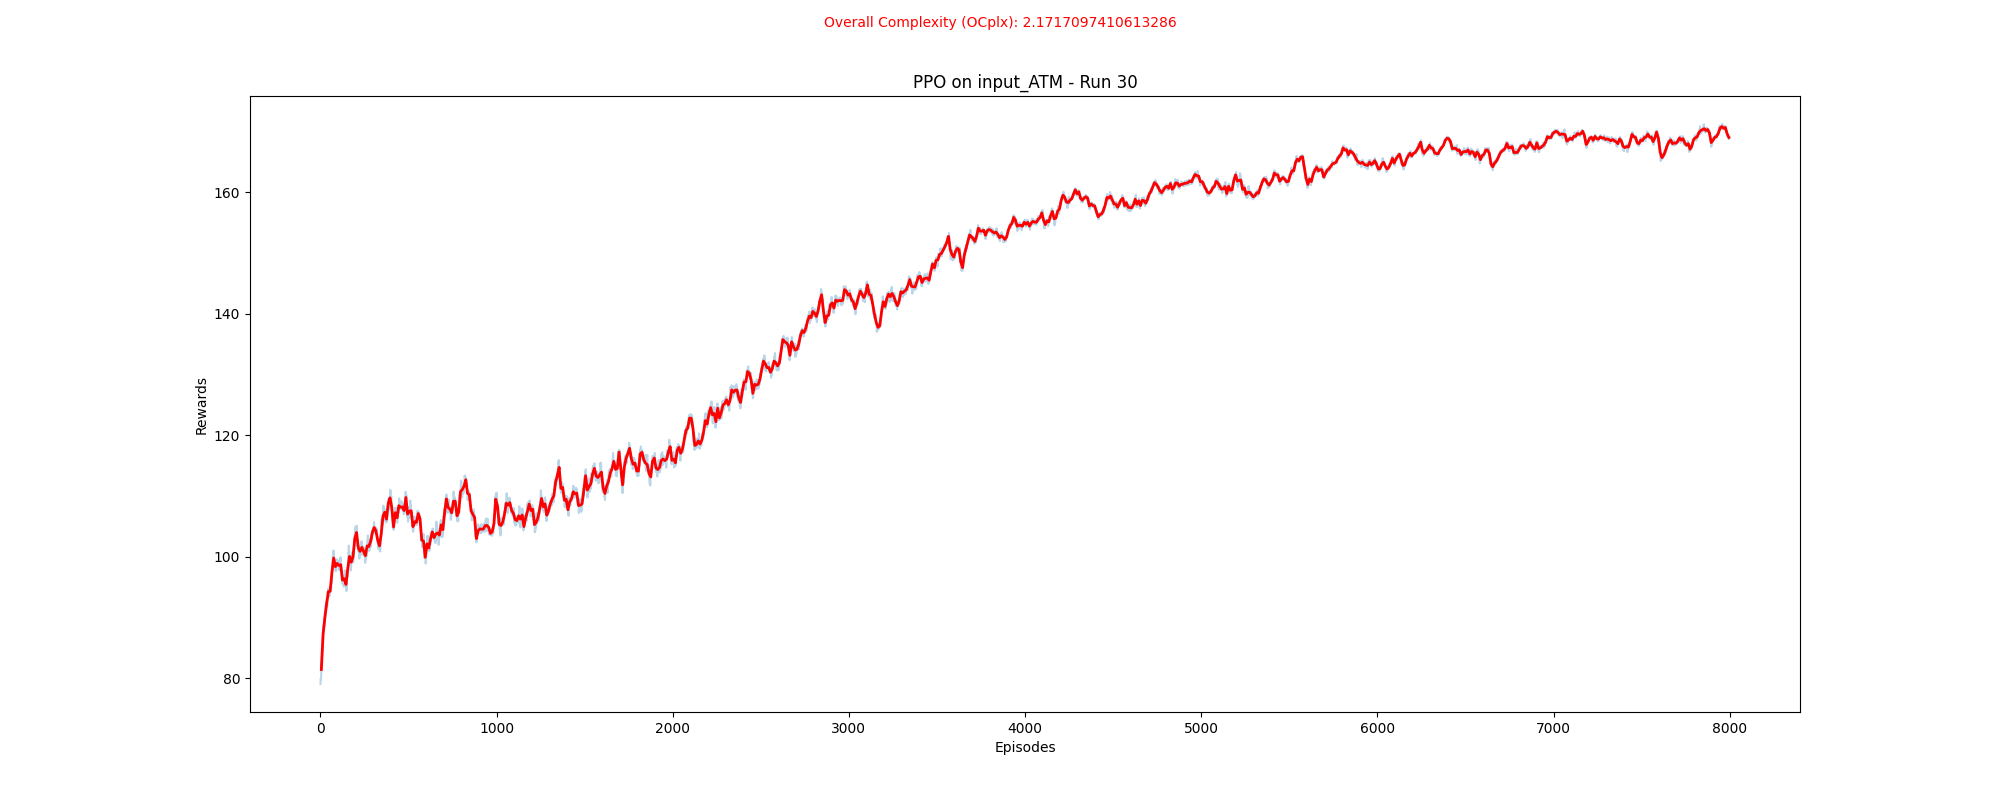 Overall Complexity (OCplx): 2.1717097410613286
PPO on input_ATM - Run 30
Rewards
160
140
120
100
80
0 1000 2000 3000 4000 5000 6000 7000 8000
Episodes